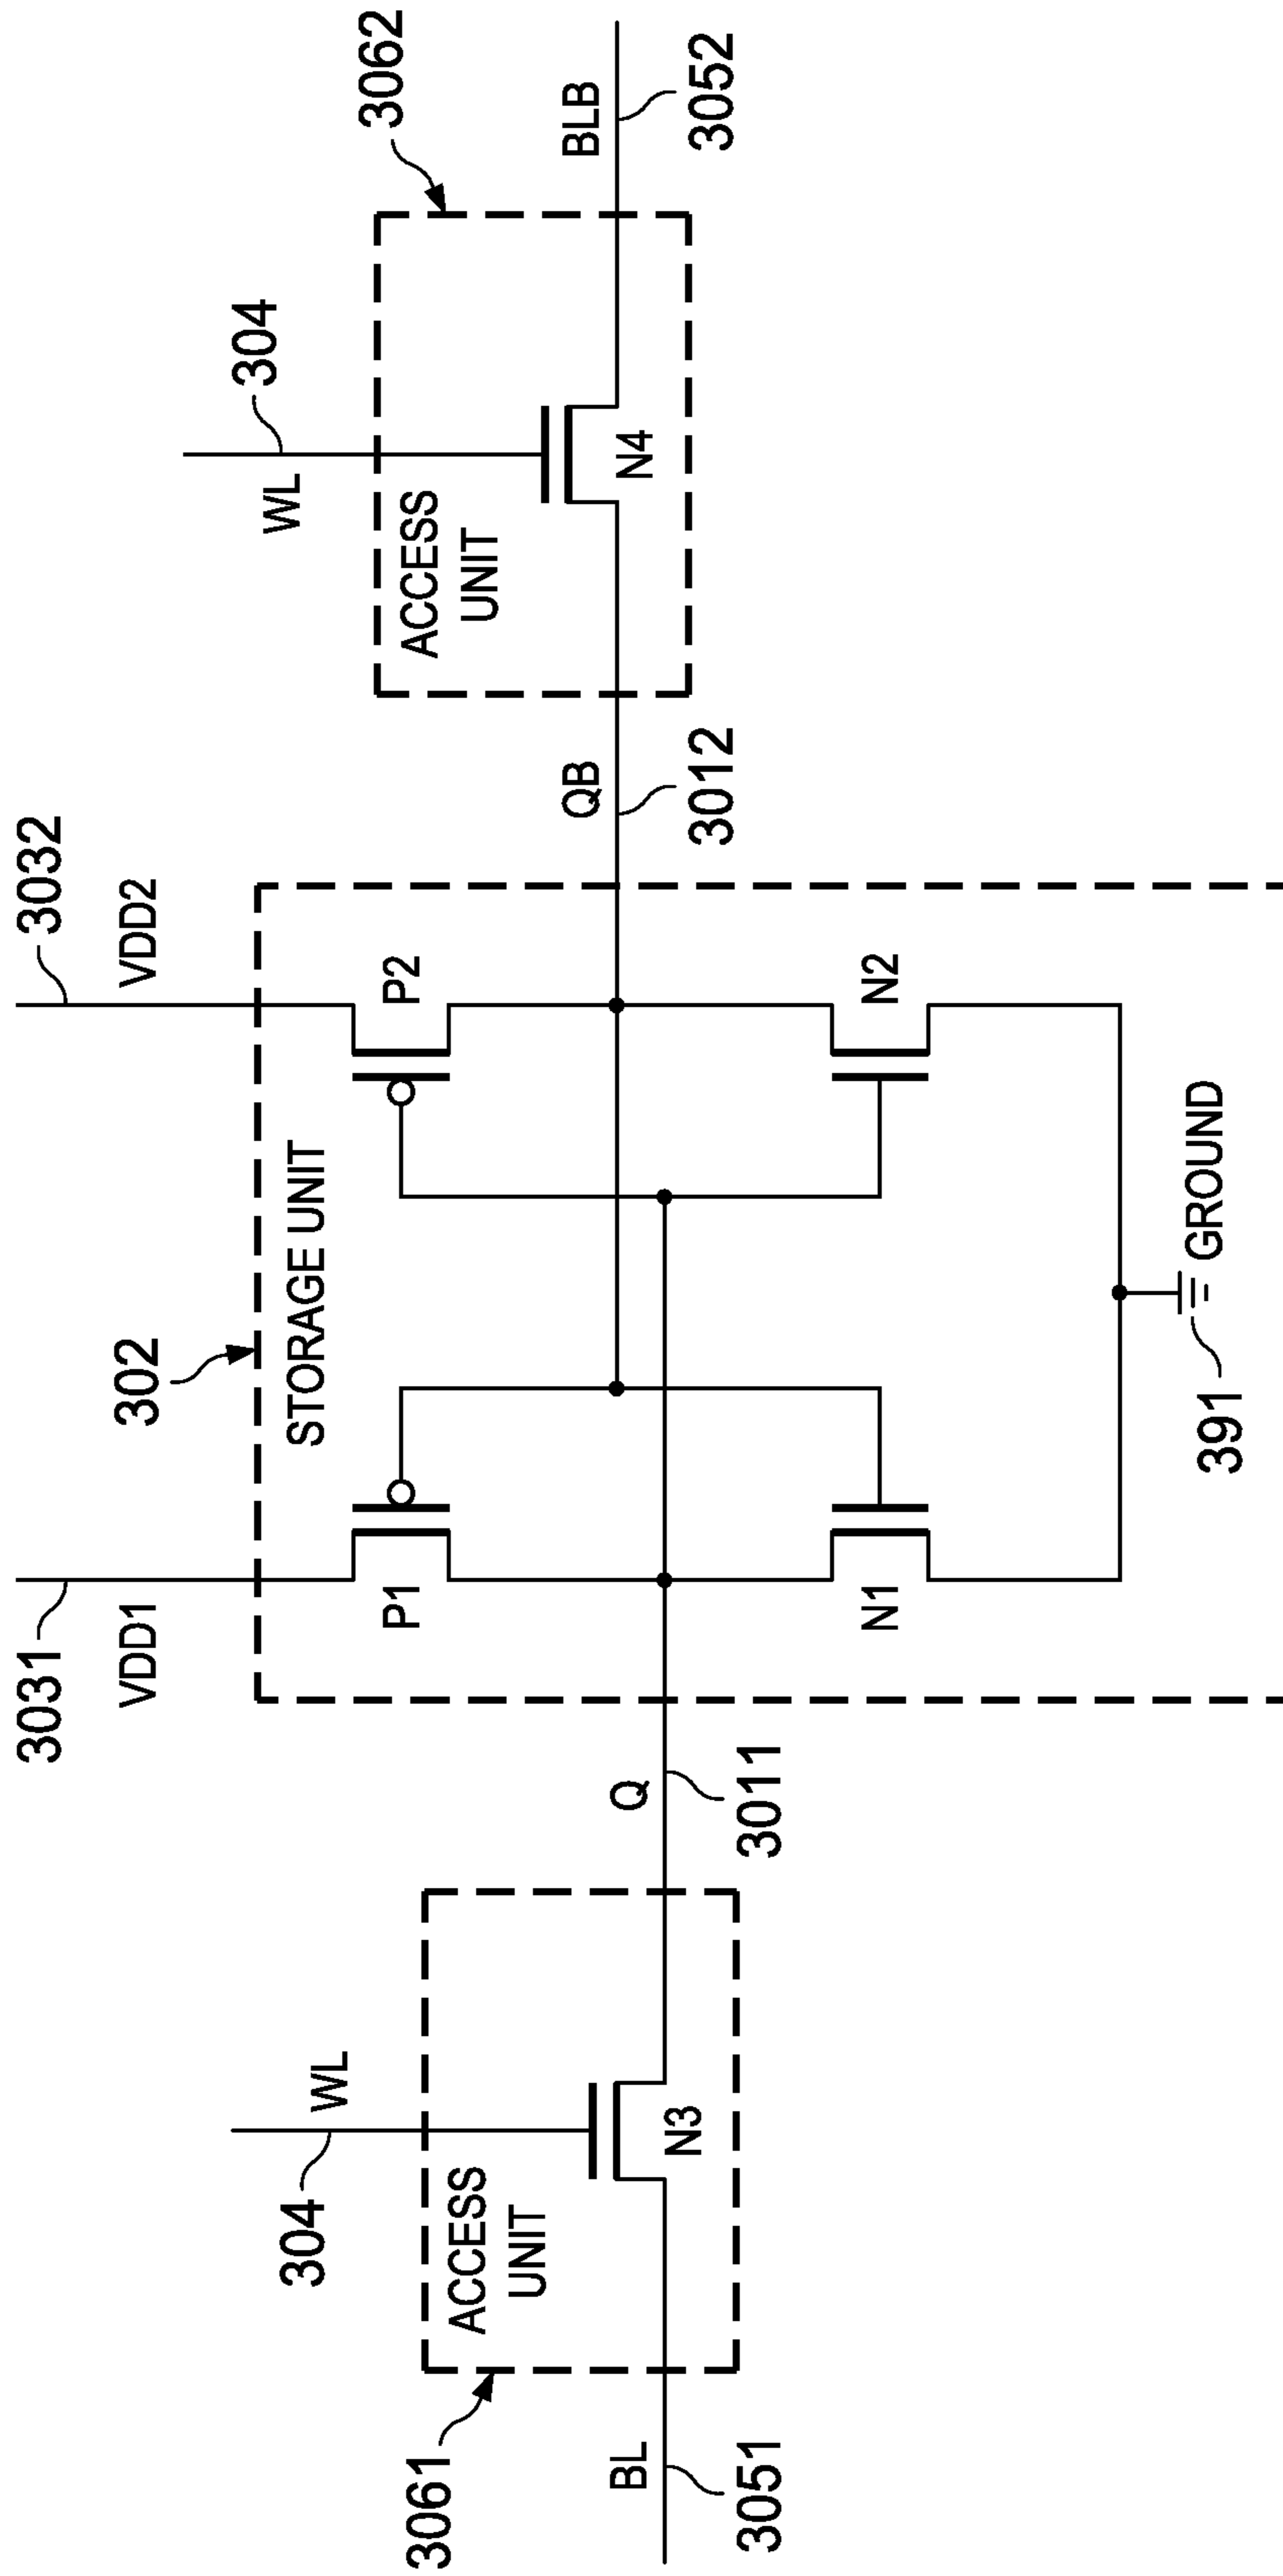 3031
3032
VDD1
VDD2
302
304
WL
304
WL
STORAGE UNIT
3062
P1
P2
ACCESS
UNIT
3061
ACCESS
UNIT
QB
BLB
BL
Q
N4
N3
3012
3052
3051
3011
N1
N2
391
GROUND